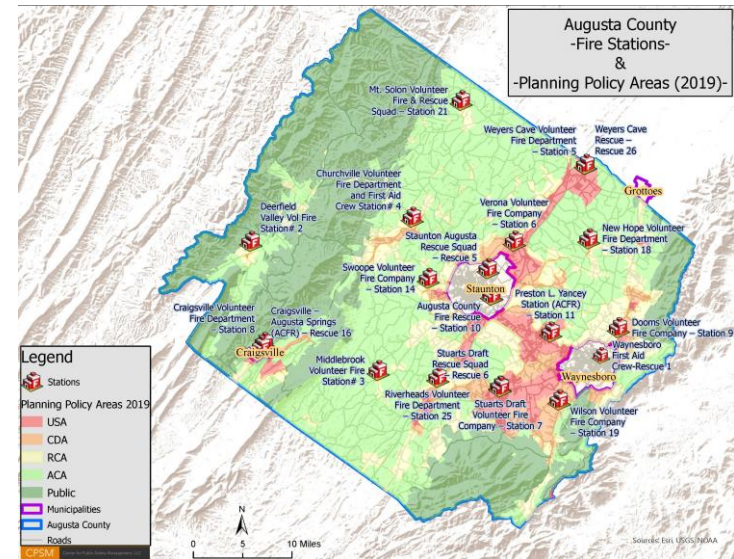 Augusta County
-Fire Stations-
&
-Planning Policy Areas (2019)-
Mt. Solon Volunteer
Fire & Rescue
Squad – Station 21
Weyers Cave Volunteer
Fire Department
– Station 5
Weyers Cave
Rescue –
Rescue 26
Grottoes
Churchville Volunteer
Fire Department
and First Aid
Crew Station# 4
Deerfield
Valley Vol Fire
Station# 2
Verona Volunteer
Fire Company
– Station 6
New Hope Volunteer
Fire Department
– Station 18
Staunton Augusta
Rescue Squad
– Rescue 5
Swoope Volunteer
Fire Company
– Station 14
Staunton
Augusta County
Fire Rescue
– Station 10
Preston L. Yancey
Station (ACFR)
– Station 11
Craigsville Volunteer
Fire Department
Station 8
Craigsville –
Augusta Springs
(ACFR) – Rescue 16
Craigsville
Dooms Volunteer
Fire Company – Station 9
Waynesboro
First Aid
Crew-Rescue 1
Waynesboro
Middlebrook
Volunteer Fire
Station# 3
Stuarts Draft
Rescue Squad
– Rescue 6
Riverheads Volunteer
Fire Department
– Station 25
Stuarts Draft
Volunteer Fire
Company – Station 7
Wilson Volunteer
Fire Company
– Station 19
Legend
Stations
Planning Policy Areas 2019
USA
CDA
RCA
ACA
Public
Municipalities
Augusta County
Roads
CPSM
Center for Public Safety Management, LLC
N
0 5 10 Miles
Sources: Esri, USGS, NOAA